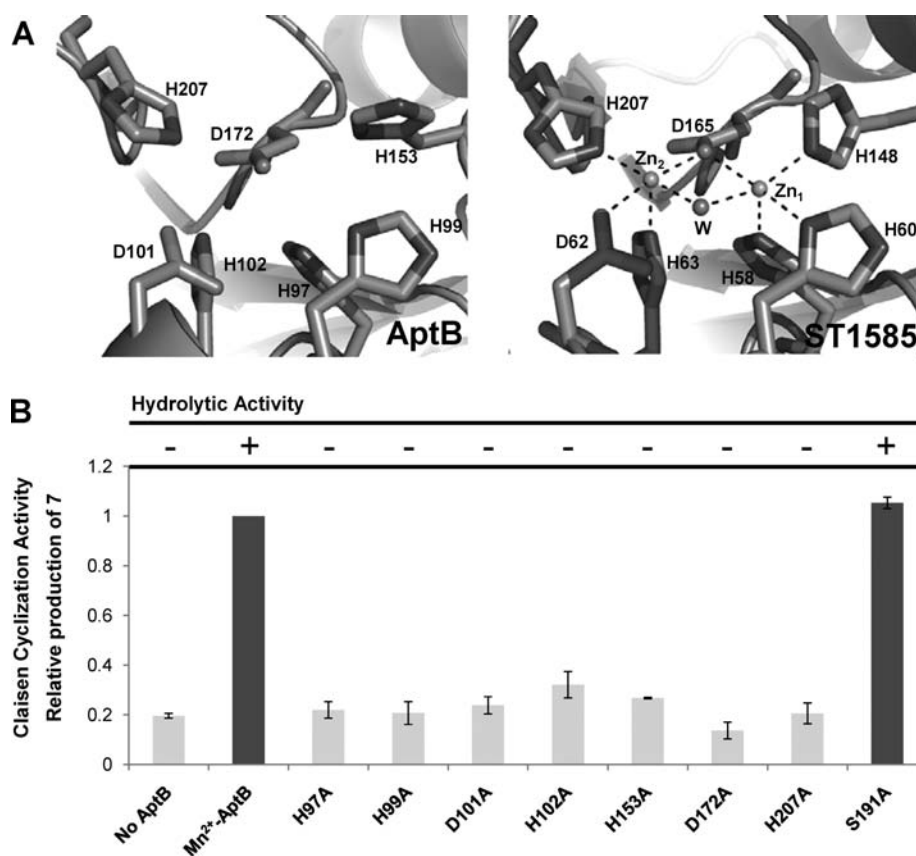 A
H207
D172
H153
D101
H102
H97
H99
AptB
H207
D165
H148
Zn2
Zn1
W
D62
H63
H58
H60
ST1585
B
Hydrolytic Activity
- + - - - - - - - +
Claisen Cyclization Activity
Relative production of 7
1.2
1
0.8
0.6
0.4
0.2
0
No AptB
Mn2+-AptB
H97A
H99A
D101A
H102A
H153A
D172A
H207A
S191A